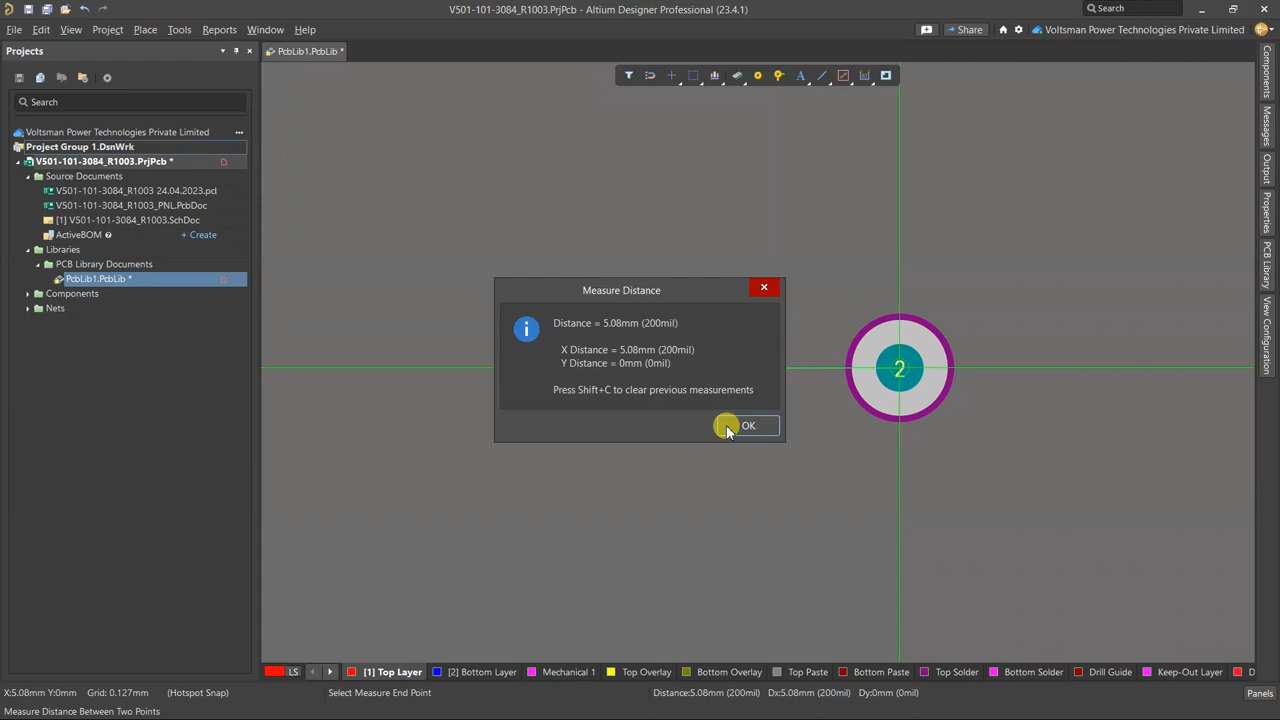 V501-101-3084_R1003.PrjPcb - Altium Designer Professional (23.4.1)
Search
File Edit View Project Place Tools Reports Window Help
Share
Voltsman Power Technologies Private Limited
Projects
PcbLib1.PcbLib *
Search
Voltsman Power Technologies Private Limited
Project Group 1.DsnWrk
V501-101-3084_R1003.PrjPcb *
Source Documents
V501-101-3084_R1003 24.04.2023.pcl
V501-101-3084_R1003_PNL.PcbDoc
[1] V501-101-3084_R1003.SchDoc
ActiveBOM + Create
Libraries
PCB Library Documents
PcbLib1.PcbLib *
Components
Nets
Measure Distance
Distance = 5.08mm (200mil)
X Distance = 5.08mm (200mil)
Y Distance = 0mm (0mil)
Press Shift+C to clear previous measurements
OK
2
Components
Messages
Output
Properties
PCB Library
View Configuration
LS [1] Top Layer [2] Bottom Layer Mechanical 1 Top Overlay Bottom Overlay Top Paste Bottom Paste Top Solder Bottom Solder Drill Guide Keep-Out Layer D
X:5.08mm Y:0mm Grid: 0.127mm (Hotspot Snap) Select Measure End Point Distance:5.08mm (200mil) Dx:5.08mm (200mil) Dy:0mm (0mil) Panels
Measure Distance Between Two Points